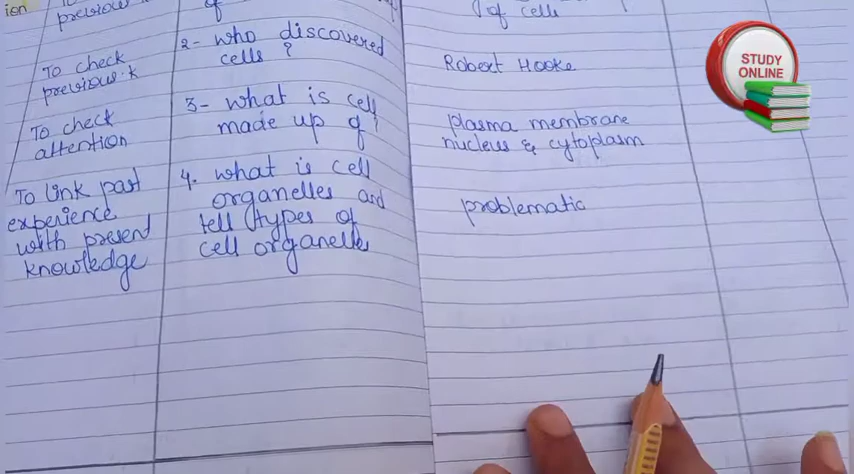 ion
previous
of
of cells
To check
previous.k
2- who discovered
cells ?
Robert Hooke
To check
attention
3- what is cell
made up of ?
plasma membrane
nucleus & cytoplasm
To link past
experience
with present
knowledge
4. what is cell
organelles and
tell types of
cell organelles
problematic
STUDY
ONLINE